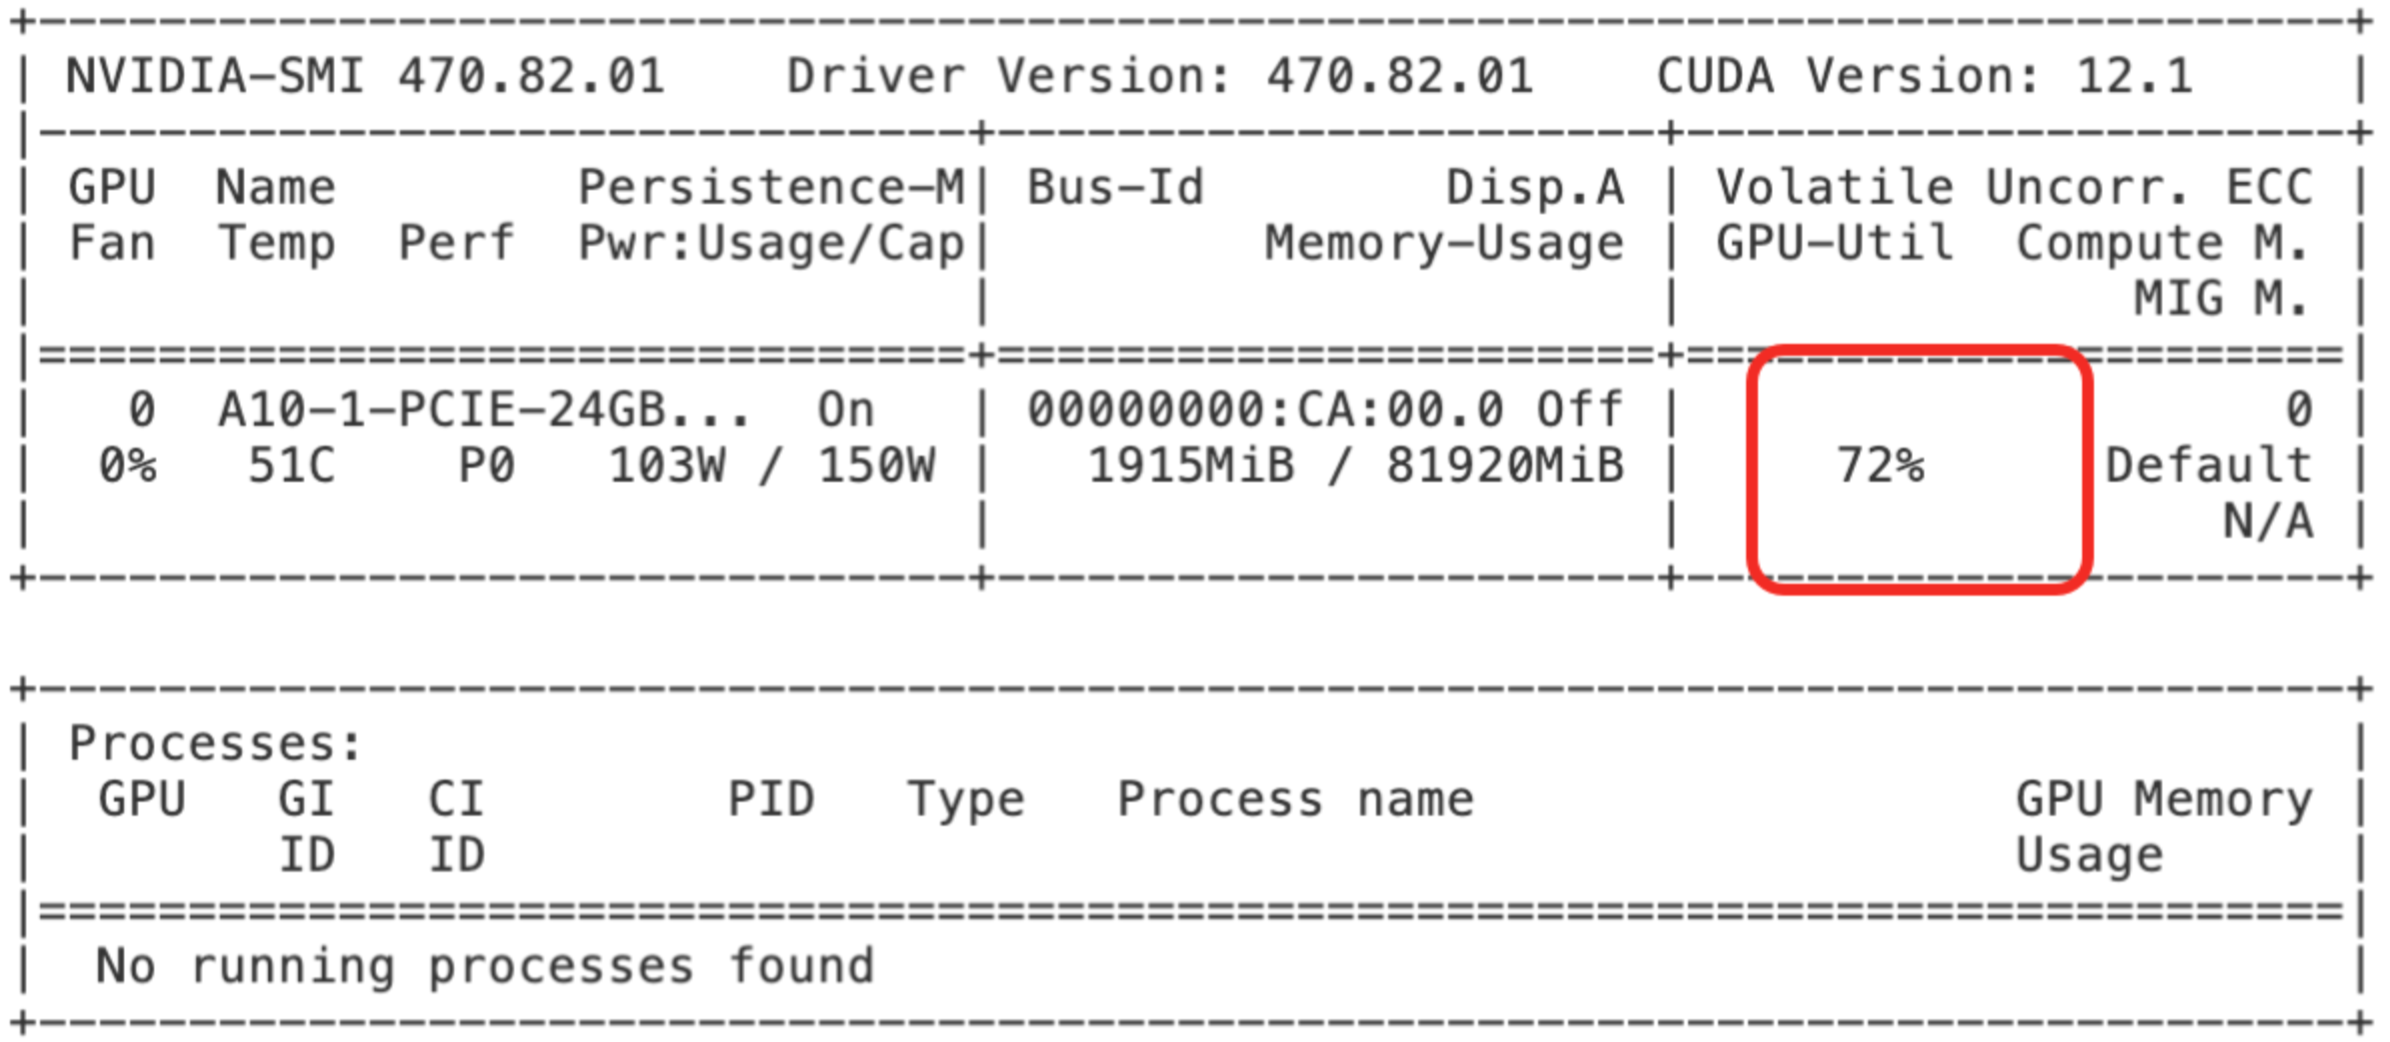 NVIDIA-SMI 470.82.01    Driver Version: 470.82.01    CUDA Version: 12.1
GPU  Name        Persistence-M| Bus-Id        Disp.A | Volatile Uncorr. ECC
Fan  Temp  Perf  Pwr:Usage/Cap|         Memory-Usage | GPU-Util  Compute M.
MIG M.
0  A10-1-PCIE-24GB...  On   | 00000000:CA:00.0 Off |                    0
0%   51C    P0   103W / 150W |   1915MiB / 81920MiB |     72%      Default
N/A
Processes:
GPU   GI   CI        PID   Type   Process name                  GPU Memory
ID   ID                                                   Usage
No running processes found